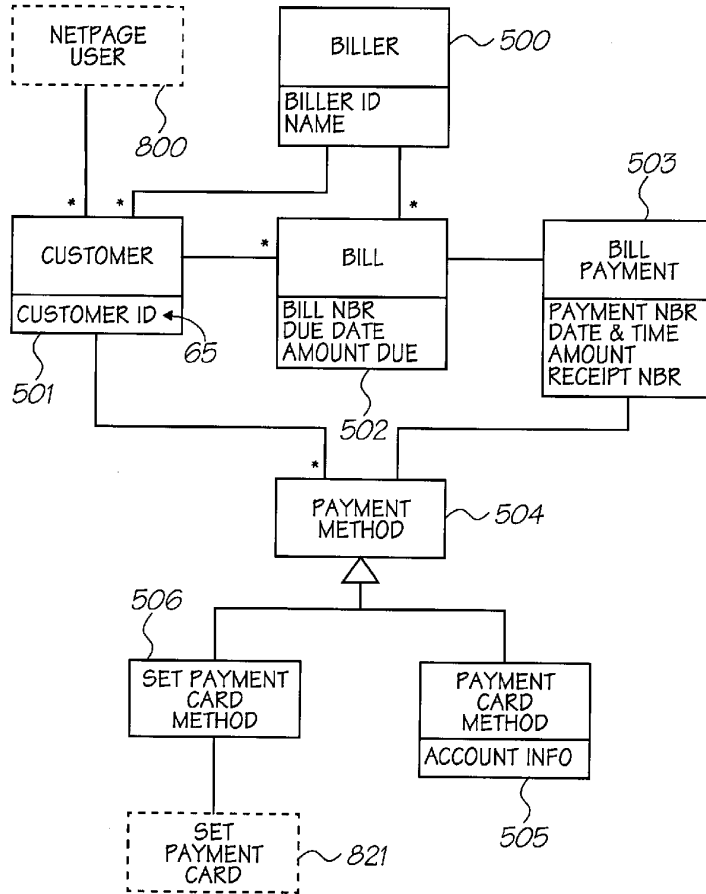 NETPAGE
USER
800
BILLER
BILLER ID
NAME
500
*
*
*
*
CUSTOMER
CUSTOMER ID
65
501
BILL
BILL NBR
DUE DATE
AMOUNT DUE
502
503
BILL
PAYMENT
PAYMENT NBR
DATE & TIME
AMOUNT
RECEIPT NBR
*
PAYMENT
METHOD
504
506
SET PAYMENT
CARD
METHOD
PAYMENT
CARD
METHOD
ACCOUNT INFO
505
SET
PAYMENT
CARD
821